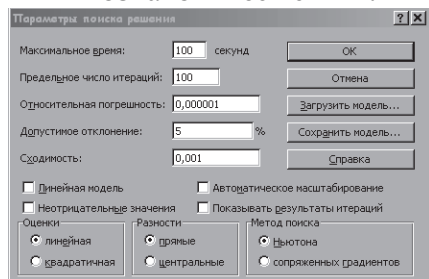 Параметры поиска решения
Максимальное время: 100 секунд OK
Предельное число итераций: 100 Отмена
Относительная погрешность: 0,000001 Загрузить модель...
Допустимое отклонение: 5 % Сохранить модель...
Сходимость: 0,001 Справка
Линейная модель Автоматическое масштабирование
Неотрицательные значения Показывать результаты итераций
Оценки Разности Метод поиска
линейная прямые Ньютона
квадратичная центральные сопряженных градиентов